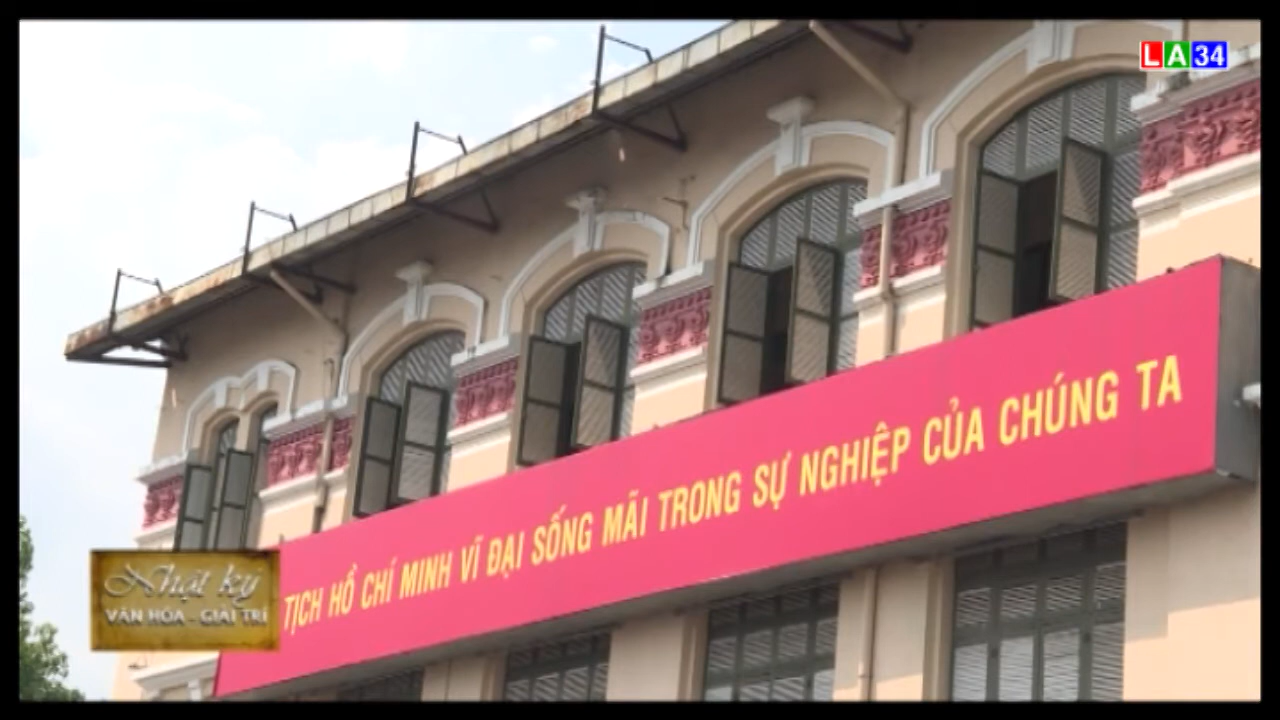 LA34
TỊCH HỒ CHÍ MINH VĨ ĐẠI SỐNG MÃI TRONG SỰ NGHIỆP CỦA CHÚNG TA
Nhật ký
VĂN HÓA - GIẢI TRÍ